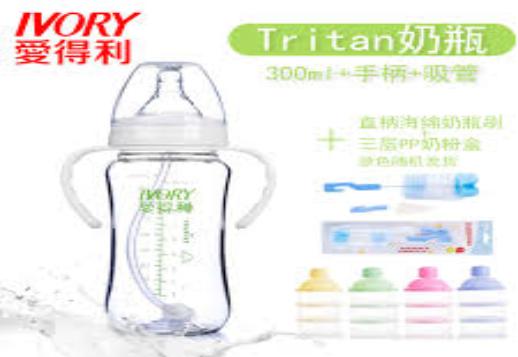 IVORY
愛得利
Tritan奶瓶
300ml+手柄+吸管
+
直柄海绵奶瓶刷
三层PP奶粉盒
颜色随机发货
IVORY
愛得利